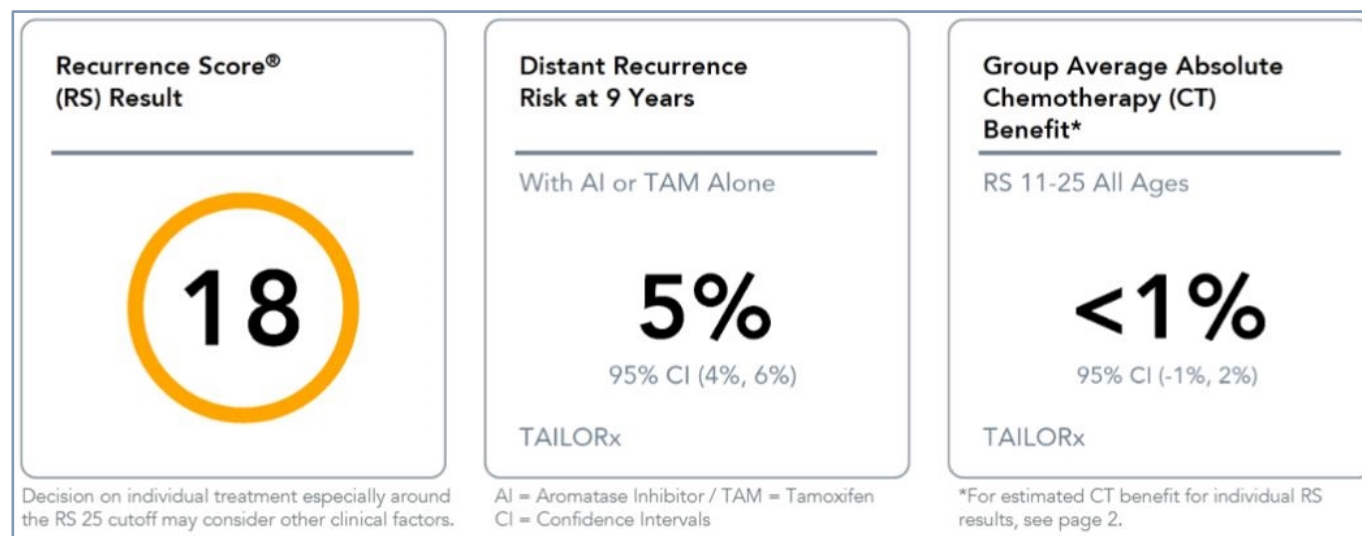 Recurrence Score®
(RS) Result
18
Decision on individual treatment especially around
the RS 25 cutoff may consider other clinical factors.
Distant Recurrence
Risk at 9 Years
With AI or TAM Alone
5%
95% CI (4%, 6%)
TAILORx
AI = Aromatase Inhibitor / TAM = Tamoxifen
CI = Confidence Intervals
Group Average Absolute
Chemotherapy (CT)
Benefit*
RS 11-25 All Ages
<1%
95% CI (-1%, 2%)
TAILORx
*For estimated CT benefit for individual RS
results, see page 2.